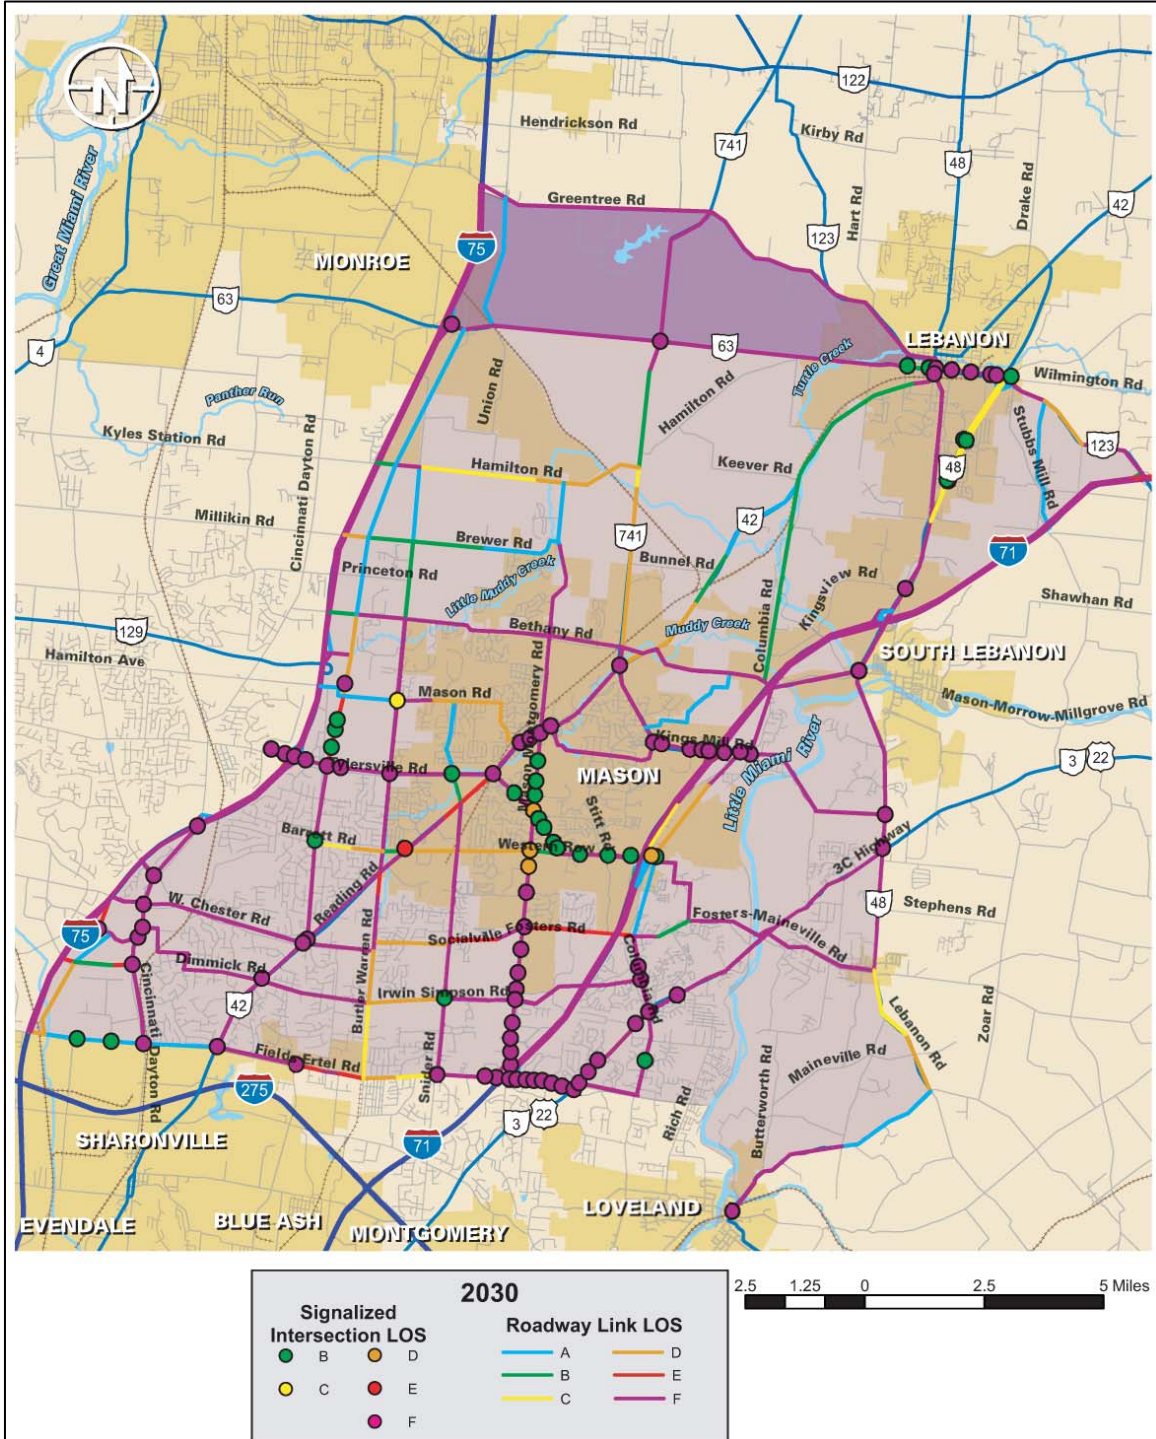 N
122
Hendrickson Rd
Kirby Rd
741
48
Drake Rd
Great Miami River
Greentree Rd
Hart Rd
42
123
75
MONROE
63
63
LEBANON
4
Turtle Creek
Wilmington Rd
Union Rd
Panther Run
Hamilton Rd
Stubbs Mill Rd
Kyles Station Rd
Cincinnati Dayton Rd
Hamilton Rd
Keever Rd
48
123
Millikin Rd
42
741
Brewer Rd
Bunnel Rd
71
Princeton Rd
Little Muddy Creek
Kingsview Rd
Shawhan Rd
129
Bethany Rd
Muddy Creek
Columbia Rd
Hamilton Ave
SOUTH LEBANON
Mason Rd
Mason Montgomery Rd
Mason-Morrow-Millgrove Rd
Kings Mill Rd
Tylersville Rd
MASON
Little Miami River
3
22
Stitt Rd
Barrett Rd
Western Row
3C Highway
Reading Rd
W. Chester Rd
48
Stephens Rd
75
Socialville Fosters Rd
Fosters-Maineville Rd
Dimmick Rd
Columbia Rd
Cincinnati Dayton Rd
42
Butler Warren Rd
Irwin Simpson Rd
Lebanon Rd
Zoar Rd
Fields Ertel Rd
Snider Rd
Maineville Rd
275
Rich Rd
Butterworth Rd
3
22
SHARONVILLE
71
LOVELAND
EVENDALE
BLUE ASH
MONTGOMERY
2030
Signalized
Intersection LOS
B
D
C
E
F
Roadway Link LOS
A
D
B
E
C
F
2.5 1.25 0 2.5 5 Miles